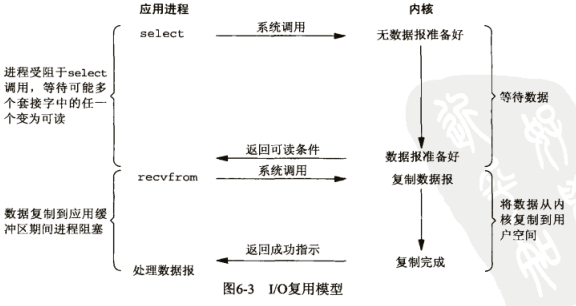 应用进程
内核
select
系统调用
无数据报准备好
进程受阻于select
调用，等待可能多
个套接字中的任一
个变为可读
等待数据
返回可读条件
数据报准备好
recvfrom
系统调用
复制数据报
数据复制到应用缓
冲区期间进程阻塞
将数据从内
核复制到用
户空间
返回成功指示
处理数据报
复制完成
图6-3 I/O复用模型